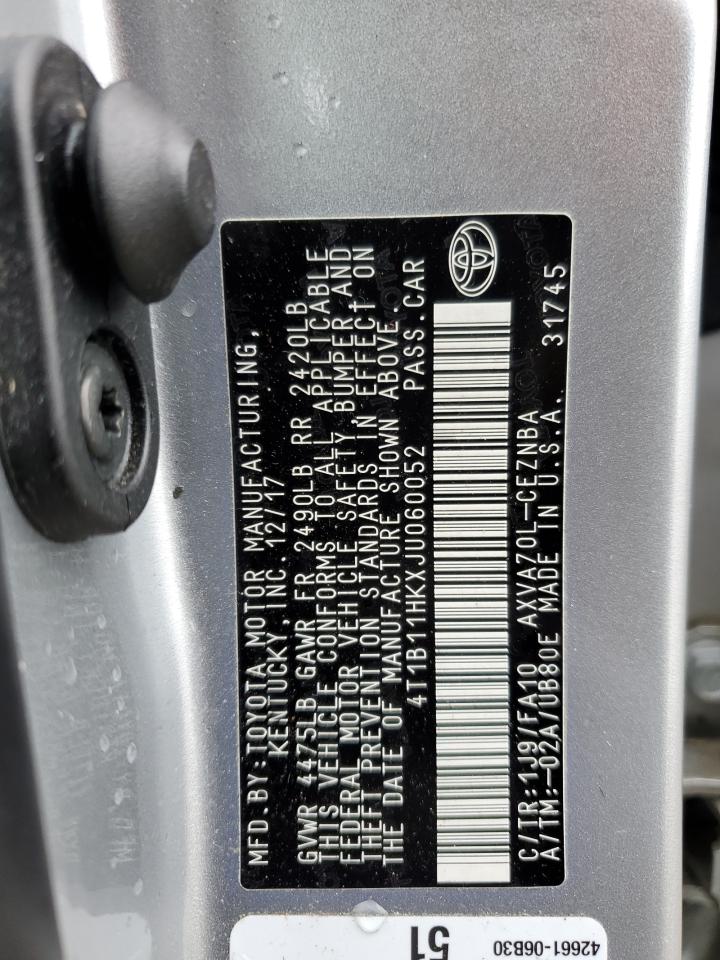 MFD.BY:TOYOTA MOTOR MANUFACTURING,
KENTUCKY, INC. 12/17
GVWR 4475LB GAWR FR 2490LB RR 2420LB
THIS VEHICLE CONFORMS TO ALL APPLICABLE
FEDERAL MOTOR VEHICLE SAFETY, BUMPER AND
THEFT PREVENTION STANDARDS IN EFFECT ON
THE DATE OF MANUFACTURE SHOWN ABOVE.
4T1B11HKXJU060052 PASS.CAR
C/TR:1J9/FA10 AXVA70L-CEZNBA
A/TM:-02A/UB80E MADE IN U.S.A. 31745
51
42661-06B30